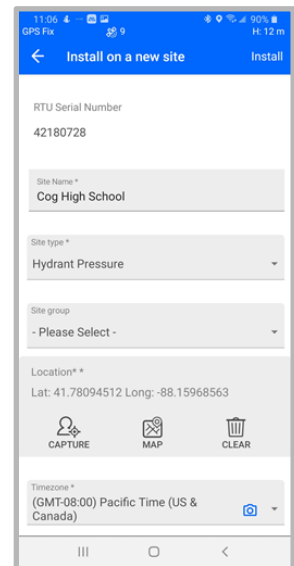 11:06 90%
GPS Fix 9 H: 12 m
Install on a new site Install
RTU Serial Number
42180728
Site Name *
Cog High School
Site type *
Hydrant Pressure
Site group
- Please Select -
Location* *
Lat: 41.78094512 Long: -88.15968563
CAPTURE MAP CLEAR
Timezone *
(GMT-08:00) Pacific Time (US &
Canada)